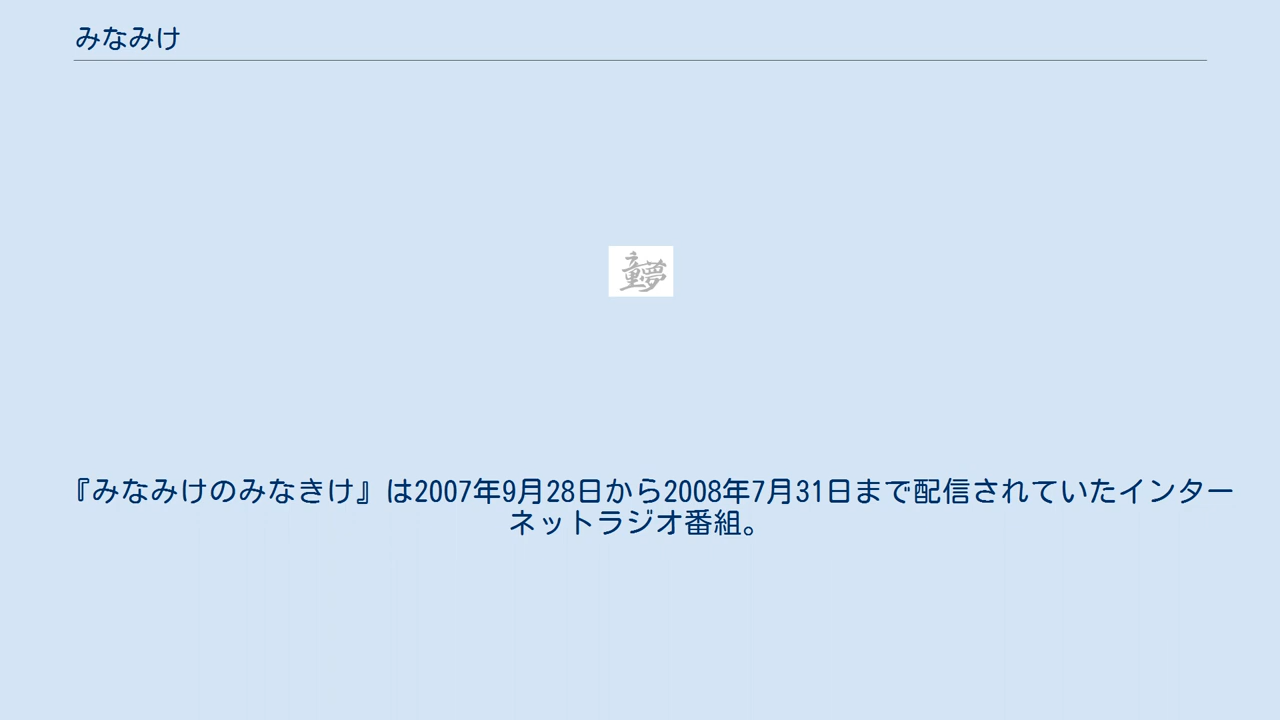 みなみけ
童夢
『みなみけのみなきけ』は2007年9月28日から2008年7月31日まで配信されていたインター
ネットラジオ番組。